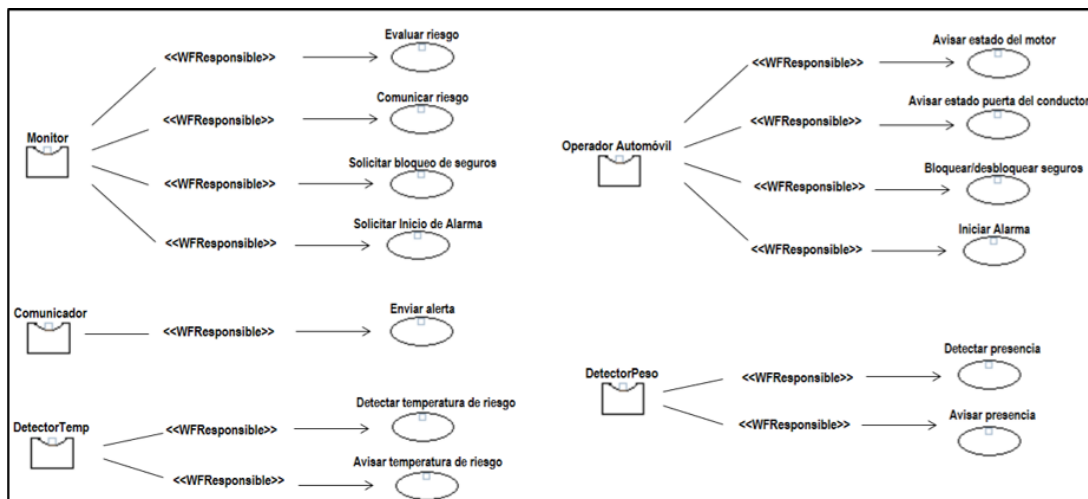 Evaluar riesgo
<<WFResponsible>>
Comunicar riesgo
<<WFResponsible>>
Monitor
Solicitar bloqueo de seguros
<<WFResponsible>>
Solicitar Inicio de Alarma
<<WFResponsible>>
Comunicador
Enviar alerta
<<WFResponsible>>
Detectar temperatura de riesgo
DetectorTemp
<<WFResponsible>>
Avisar temperatura de riesgo
<<WFResponsible>>
Avisar estado del motor
<<WFResponsible>>
Avisar estado puerta del conductor
<<WFResponsible>>
Operador Automóvil
Bloquear/desbloquear seguros
<<WFResponsible>>
Iniciar Alarma
<<WFResponsible>>
Detectar presencia
DetectorPeso
<<WFResponsible>>
Avisar presencia
<<WFResponsible>>